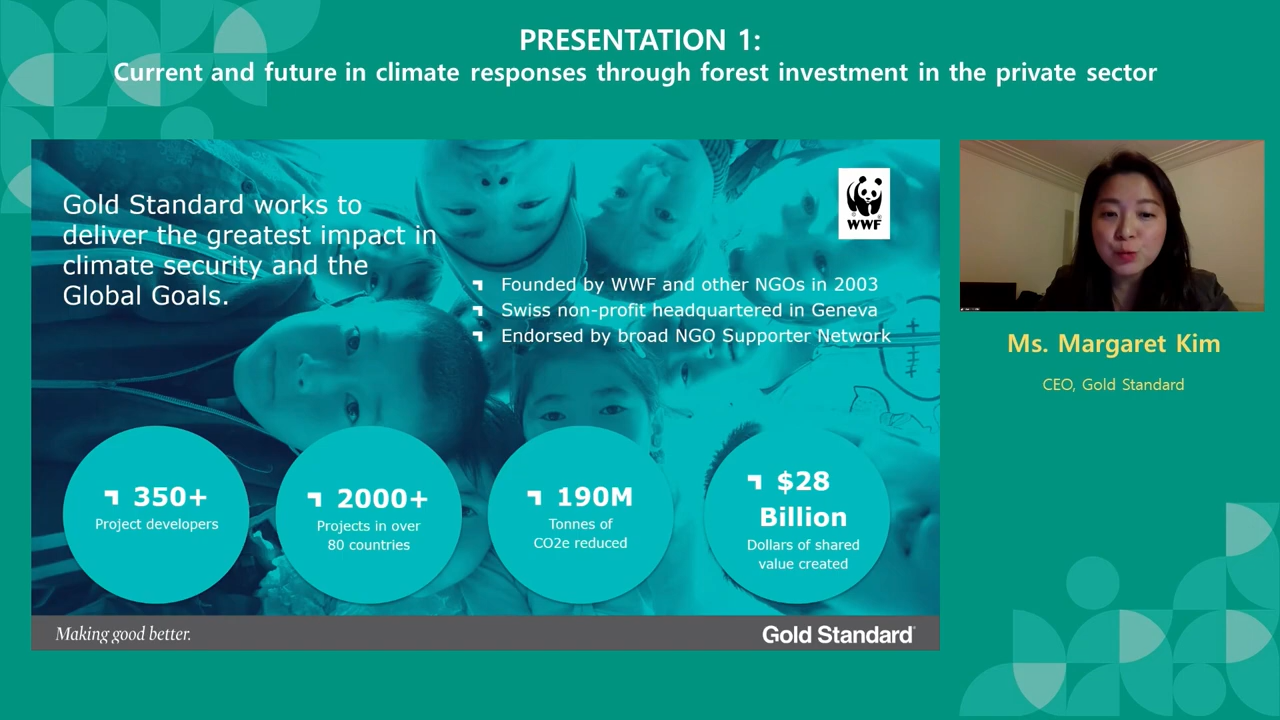 PRESENTATION 1:
Current and future in climate responses through forest investment in the private sector
Gold Standard works to
deliver the greatest impact in
climate security and the
Global Goals.
WWF
Founded by WWF and other NGOs in 2003
Swiss non-profit headquartered in Geneva
Endorsed by broad NGO Supporter Network
350+
Project developers
2000+
Projects in over
80 countries
190M
Tonnes of
CO2e reduced
$28
Billion
Dollars of shared
value created
Making good better.
Gold Standard®
Ms. Margaret Kim
CEO, Gold Standard